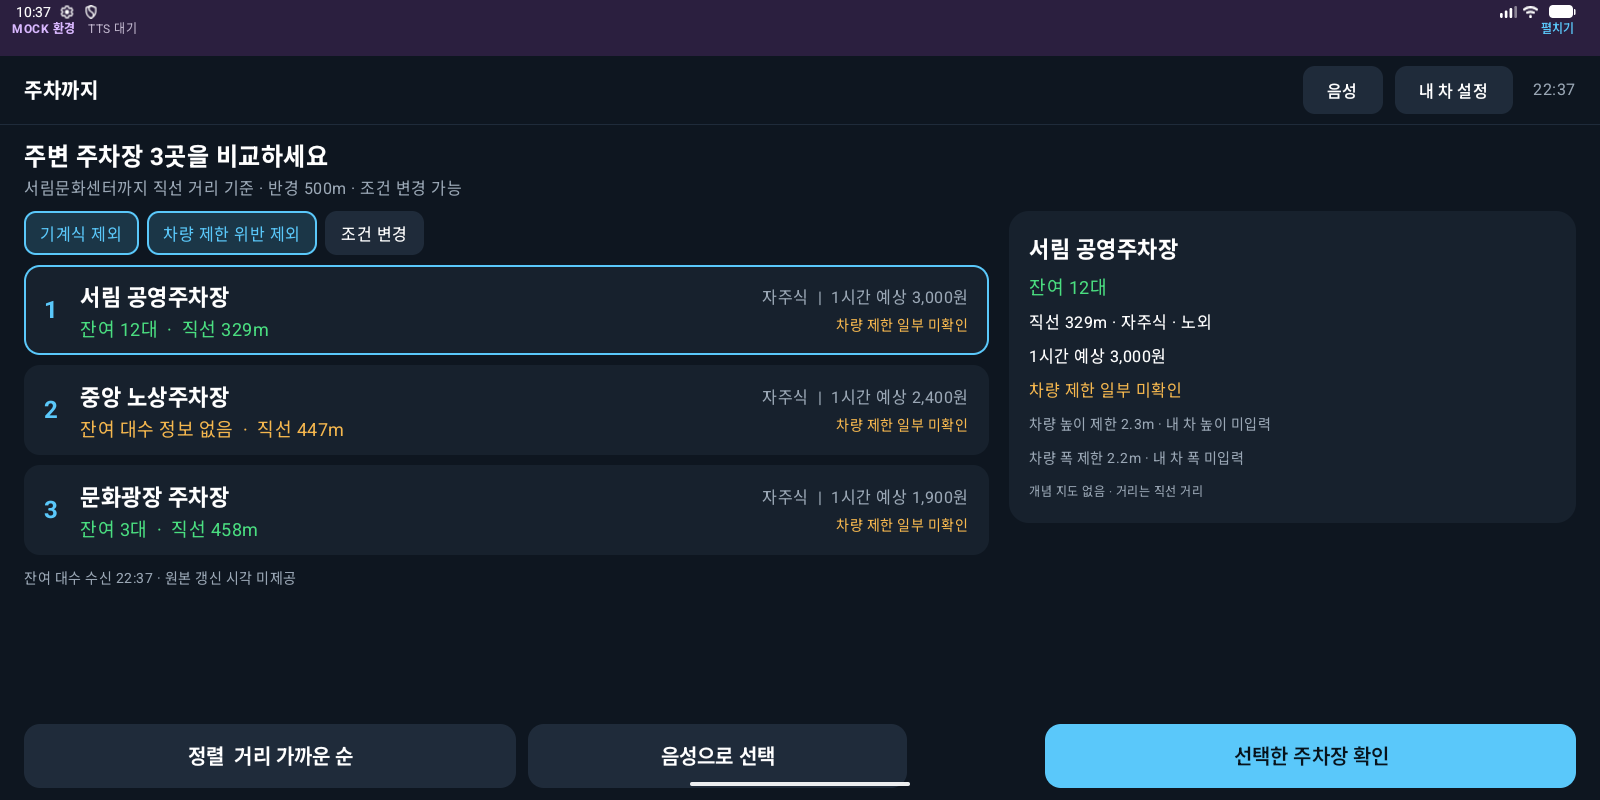 10:37
MOCK 환경 TTS 대기
펼치기
주차까지
음성
내 차 설정
22:37
주변 주차장 3곳을 비교하세요
서림문화센터까지 직선 거리 기준 · 반경 500m · 조건 변경 가능
기계식 제외
차량 제한 위반 제외
조건 변경
1
서림 공영주차장
잔여 12대 · 직선 329m
자주식 | 1시간 예상 3,000원
차량 제한 일부 미확인
2
중앙 노상주차장
잔여 대수 정보 없음 · 직선 447m
자주식 | 1시간 예상 2,400원
차량 제한 일부 미확인
3
문화광장 주차장
잔여 3대 · 직선 458m
자주식 | 1시간 예상 1,900원
차량 제한 일부 미확인
잔여 대수 수신 22:37 · 원본 갱신 시각 미제공
서림 공영주차장
잔여 12대
직선 329m · 자주식 · 노외
1시간 예상 3,000원
차량 제한 일부 미확인
차량 높이 제한 2.3m · 내 차 높이 미입력
차량 폭 제한 2.2m · 내 차 폭 미입력
개념 지도 없음 · 거리는 직선 거리
정렬 거리 가까운 순
음성으로 선택
선택한 주차장 확인